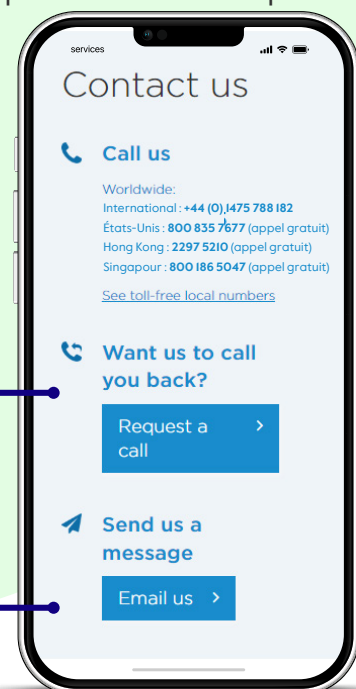 services
Contact us
Call us
Worldwide:
International : +44 (0) 1475 788 182
États-Unis : 800 835 7677 (appel gratuit)
Hong Kong : 2297 5210 (appel gratuit)
Singapour : 800 186 5047 (appel gratuit)
See toll-free local numbers
Want us to call
you back?
Request a
call
Send us a
message
Email us